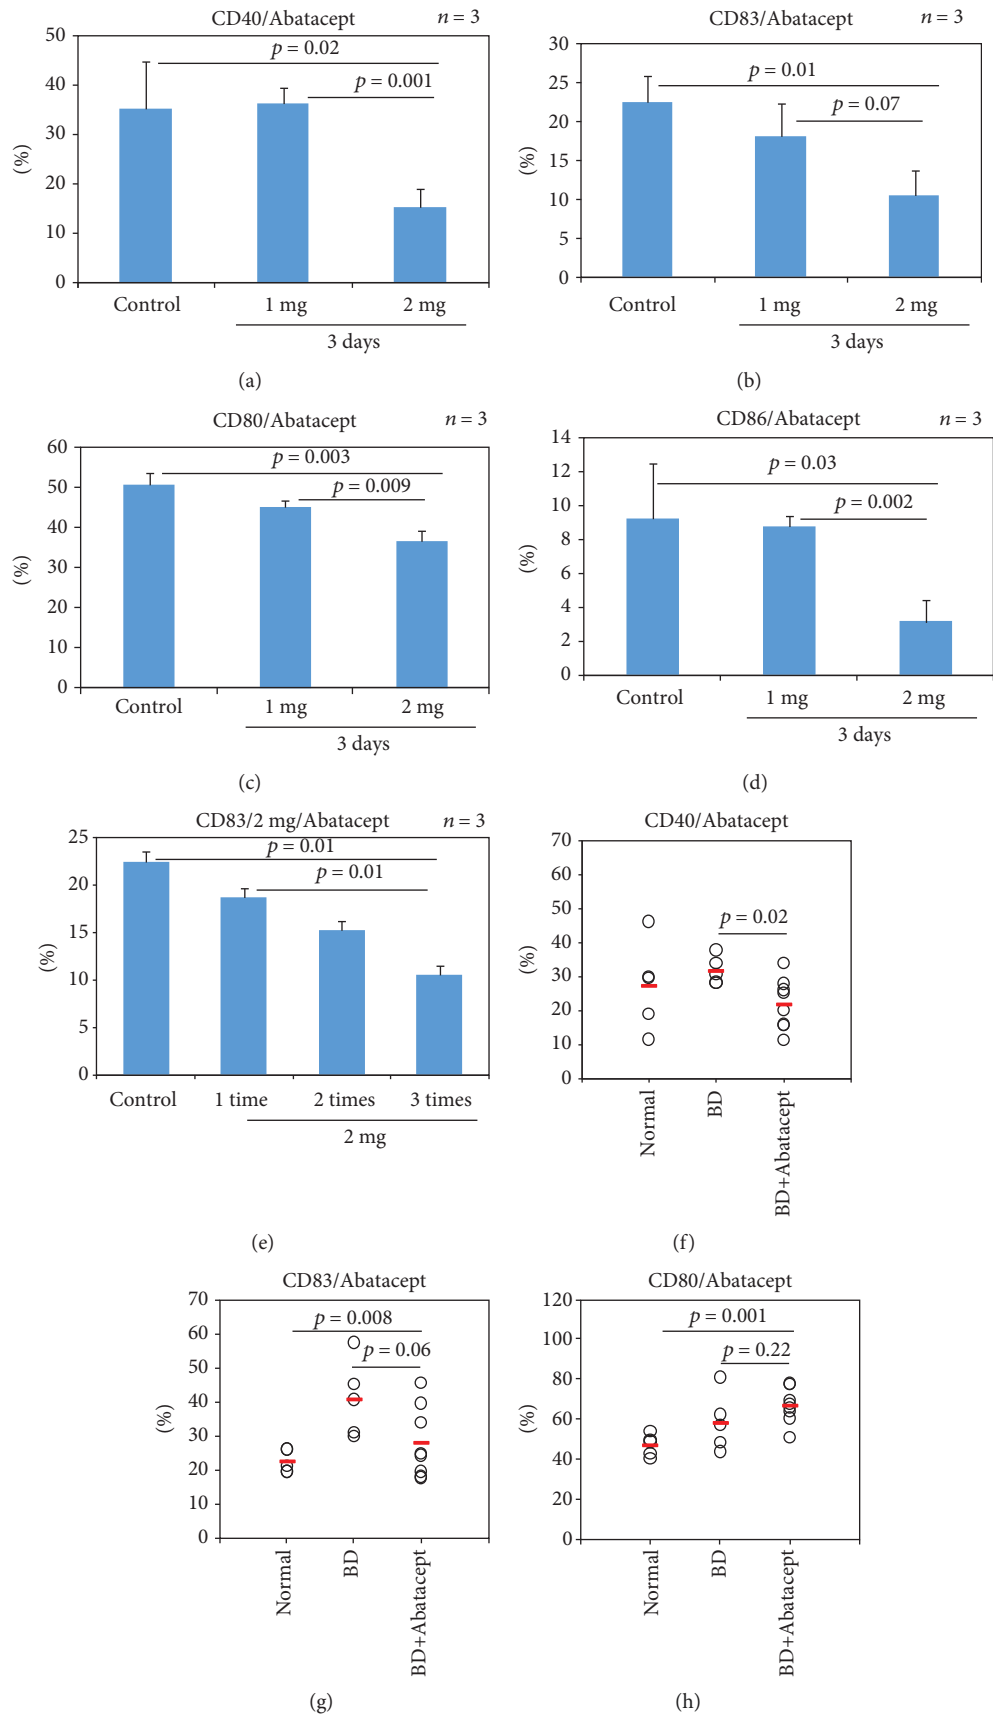 CD40/Abatacept n = 3
50
40
30
20
10
0
(%)
p = 0.02
p = 0.001
Control 1 mg 2 mg
3 days
(a)
CD83/Abatacept n = 3
30
25
20
15
10
5
0
(%)
p = 0.01
p = 0.07
Control 1 mg 2 mg
3 days
(b)
CD80/Abatacept n = 3
60
50
40
30
20
10
0
(%)
p = 0.003
p = 0.009
Control 1 mg 2 mg
3 days
(c)
CD86/Abatacept n = 3
14
12
10
8
6
4
2
0
(%)
p = 0.03
p = 0.002
Control 1 mg 2 mg
3 days
(d)
CD83/2 mg/Abatacept n = 3
25
20
15
10
5
0
(%)
p = 0.01
p = 0.01
Control 1 time 2 times 3 times
2 mg
(e)
CD40/Abatacept
70
60
50
40
30
20
10
0
(%)
p = 0.02
Normal
BD
BD+Abatacept
(f)
CD83/Abatacept
70
60
50
40
30
20
10
0
(%)
p = 0.008
p = 0.06
Normal
BD
BD+Abatacept
(g)
CD80/Abatacept
120
100
80
60
40
20
0
(%)
p = 0.001
p = 0.22
Normal
BD
BD+Abatacept
(h)